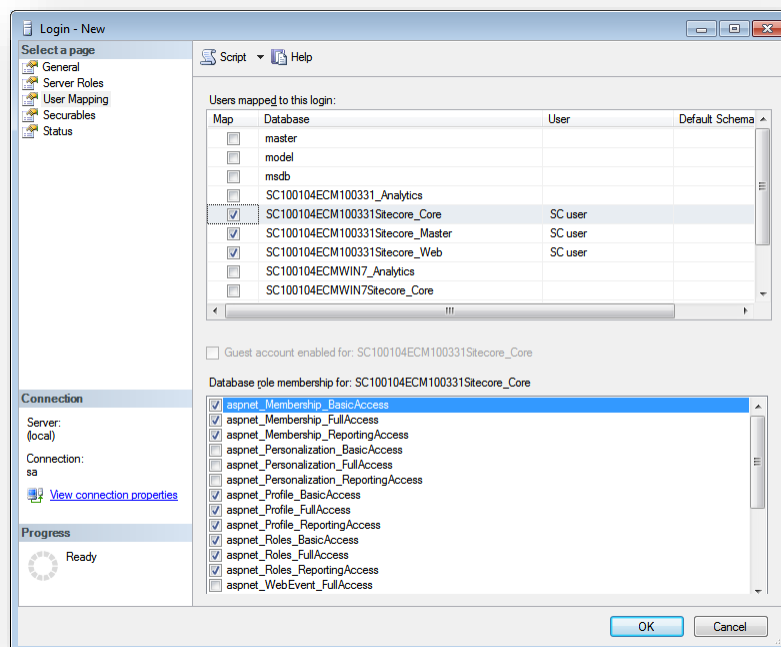 Login - New
Select a page
General
Server Roles
User Mapping
Securables
Status
Script Help
Users mapped to this login:
Map Database User Default Schema
master
model
msdb
SC100104ECM100331_Analytics
SC100104ECM100331Sitecore_Core SC user
SC100104ECM100331Sitecore_Master SC user
SC100104ECM100331Sitecore_Web SC user
SC100104ECMWIN7_Analytics
SC100104ECMWIN7Sitecore_Core
Guest account enabled for: SC100104ECM100331Sitecore_Core
Database role membership for: SC100104ECM100331Sitecore_Core
aspnet_Membership_BasicAccess
aspnet_Membership_FullAccess
aspnet_Membership_ReportingAccess
aspnet_Personalization_BasicAccess
aspnet_Personalization_FullAccess
aspnet_Personalization_ReportingAccess
aspnet_Profile_BasicAccess
aspnet_Profile_FullAccess
aspnet_Profile_ReportingAccess
aspnet_Roles_BasicAccess
aspnet_Roles_FullAccess
aspnet_Roles_ReportingAccess
aspnet_WebEvent_FullAccess
Connection
Server:
(local)
Connection:
sa
View connection properties
Progress
Ready
OK Cancel